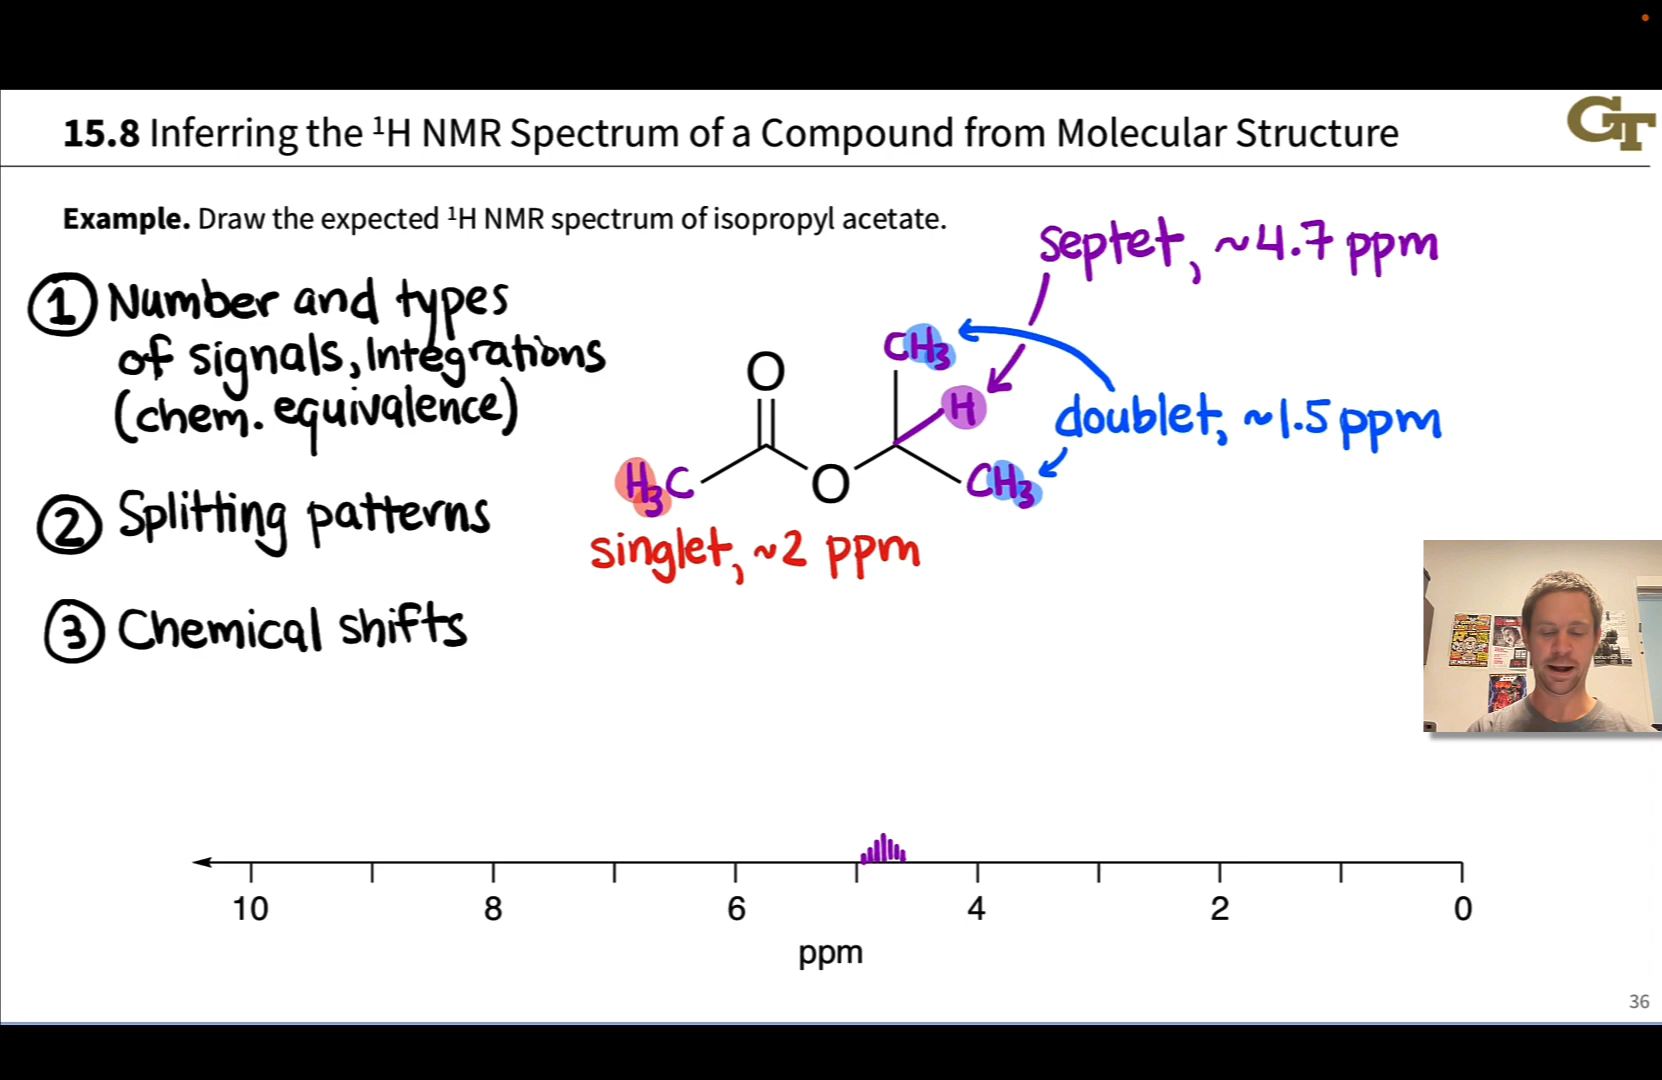 GT
15.8 Inferring the ¹H NMR Spectrum of a Compound from Molecular Structure
Example. Draw the expected ¹H NMR spectrum of isopropyl acetate.
septet, ~4.7 ppm
① Number and types
of signals, Integrations
(chem. equivalence)
O
CH3
H
doublet, ~1.5 ppm
H3C
O
CH3
singlet, ~2 ppm
② Splitting patterns
③ Chemical shifts
10 8 6 4 2 0
ppm
36